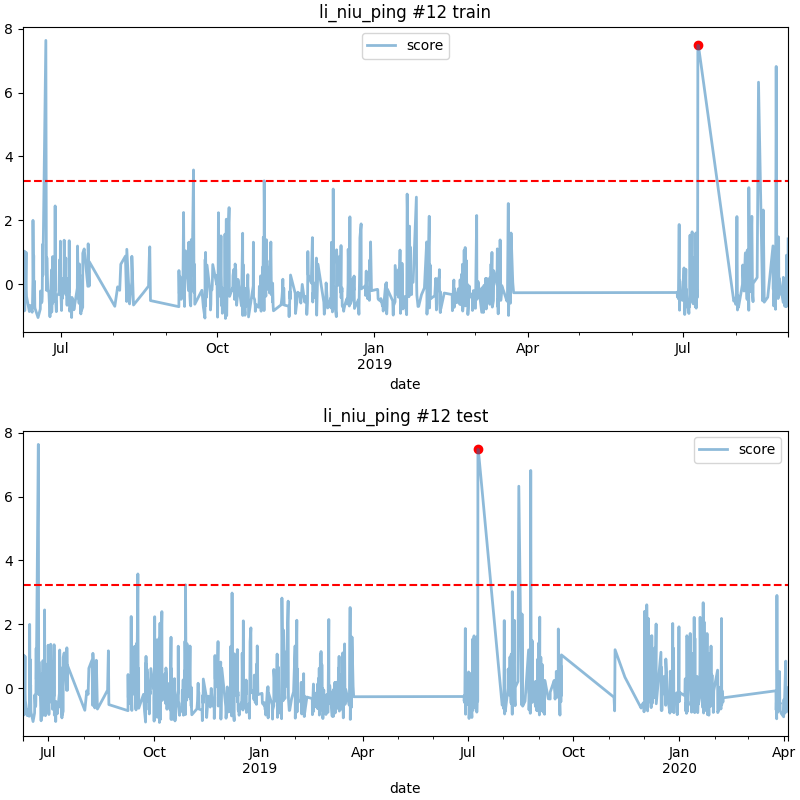 li_niu_ping #12 train
score
8
6
4
2
0
Jul
Oct
Jan
2019
Apr
Jul
date
li_niu_ping #12 test
score
8
6
4
2
0
Jul
Oct
Jan
2019
Apr
Jul
Oct
Jan
2020
Apr
date